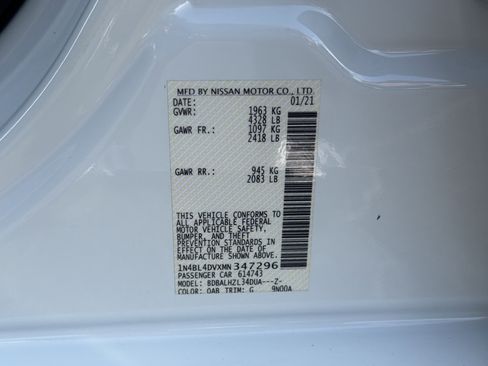 MFD BY NISSAN MOTOR CO., LTD.
DATE: 01/21
GVWR: 1963 KG
4328 LB
GAWR FR.: 1097 KG
2418 LB
GAWR RR.: 945 KG
2083 LB
THIS VEHICLE CONFORMS TO
ALL APPLICABLE FEDERAL
MOTOR VEHICLE SAFETY,
BUMPER, AND THEFT
PREVENTION STANDARDS IN
EFFECT ON THE DATE OF
MANUFACTURE SHOWN ABOVE.
1N4BL4DVXMN347296
PASSENGER CAR 614743
MODEL: BDBALHZL34DUA---Z-
COLOR: QAB TRIM: G 9N00A